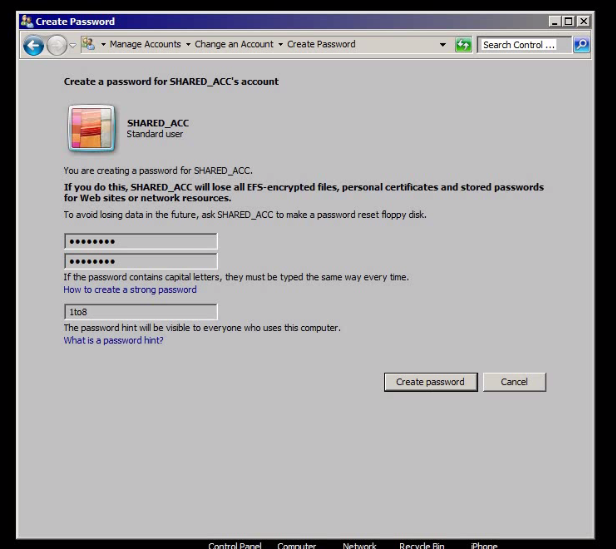 Create Password
Manage Accounts Change an Account Create Password Search Control ...
Create a password for SHARED_ACC's account
SHARED_ACC
Standard user
You are creating a password for SHARED_ACC.
If you do this, SHARED_ACC will lose all EFS-encrypted files, personal certificates and stored passwords
for Web sites or network resources.
To avoid losing data in the future, ask SHARED_ACC to make a password reset floppy disk.
●●●●●●●●
●●●●●●●●
If the password contains capital letters, they must be typed the same way every time.
How to create a strong password
1to8
The password hint will be visible to everyone who uses this computer.
What is a password hint?
Create password Cancel
Control Panel Computer Network Recycle Bin iPhone